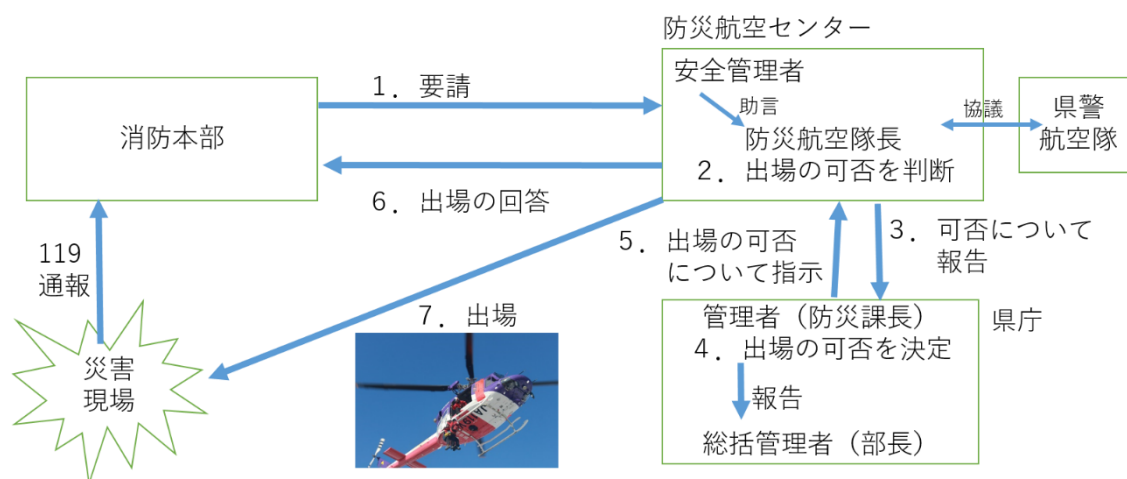 防災航空センター
安全管理者
助言
防災航空隊長
2．出場の可否を判断
協議
県警
航空隊
1．要請
消防本部
6．出場の回答
119
通報
災害
現場
7．出場
5．出場の可否
について指示
3．可否について
報告
県庁
管理者（防災課長）
4．出場の可否を決定
報告
総括管理者（部長）